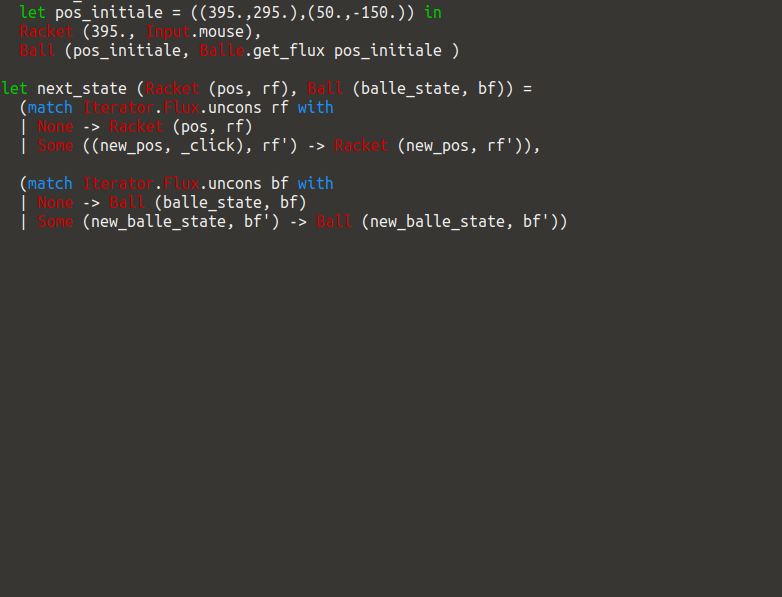 let pos_initiale = ((395.,295.),(50.,-150.)) in
Racket (395., Input.mouse),
Ball (pos_initiale, Balle.get_flux pos_initiale )
let next_state (Racket (pos, rf), Ball (balle_state, bf)) =
(match Iterator.Flux.uncons rf with
| None -> Racket (pos, rf)
| Some ((new_pos, _click), rf') -> Racket (new_pos, rf')),
(match Iterator.Flux.uncons bf with
| None -> Ball (balle_state, bf)
| Some (new_balle_state, bf') -> Ball (new_balle_state, bf'))